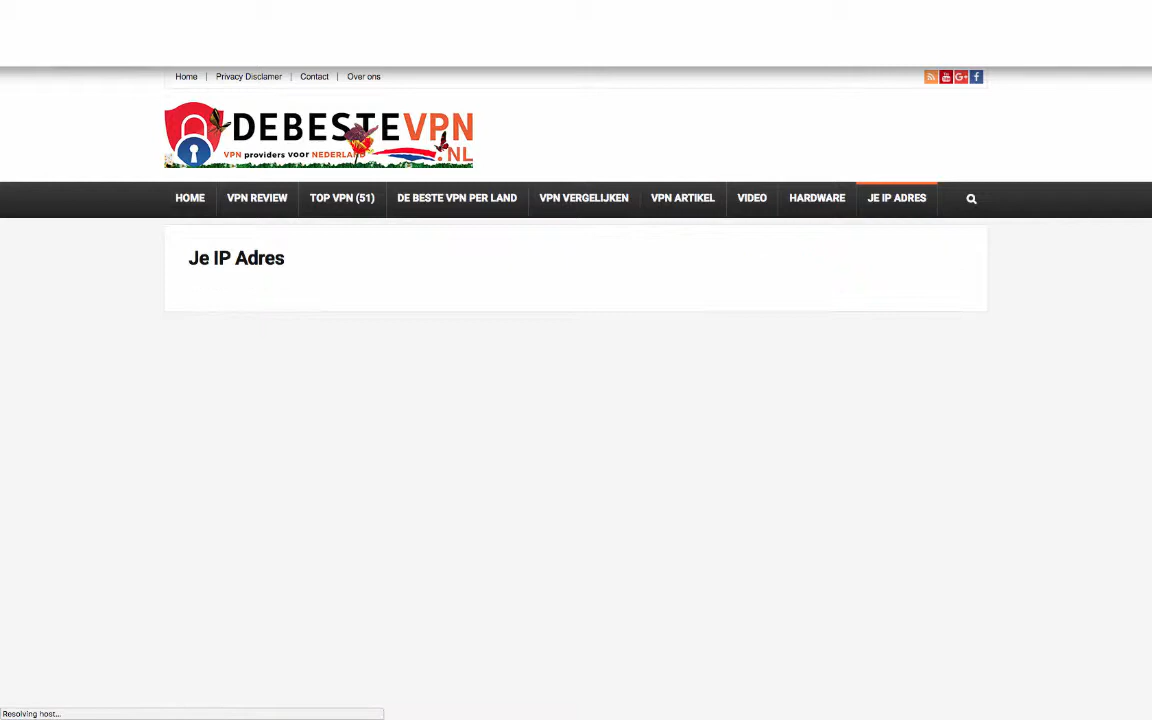 Home | Privacy Disclamer | Contact | Over ons
DEBESTEVPN
VPN providers voor NEDERLAND .NL
HOME VPN REVIEW TOP VPN (51) DE BESTE VPN PER LAND VPN VERGELIJKEN VPN ARTIKEL VIDEO HARDWARE JE IP ADRES
Je IP Adres
Resolving host...